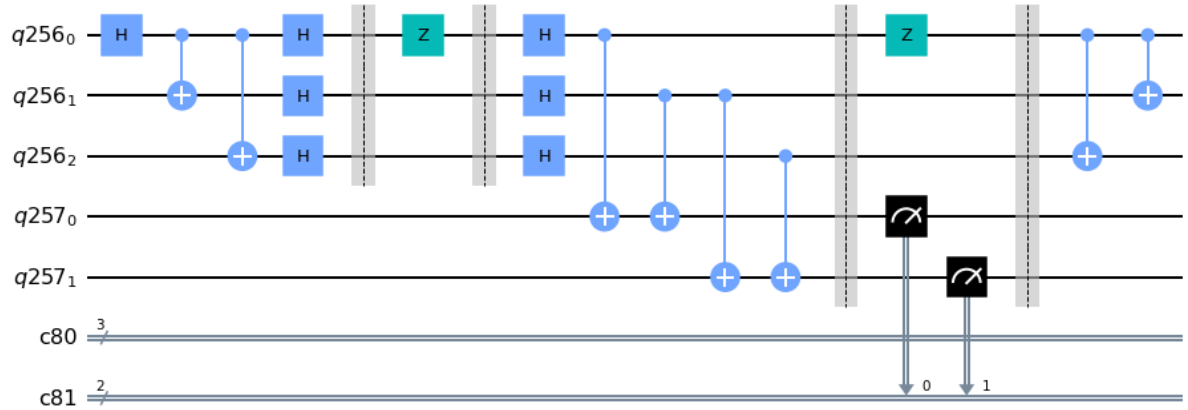 q256₀ H H Z H Z
q256₁ H H
q256₂ H H
q257₀
q257₁
c80 3
c81 2 0 1